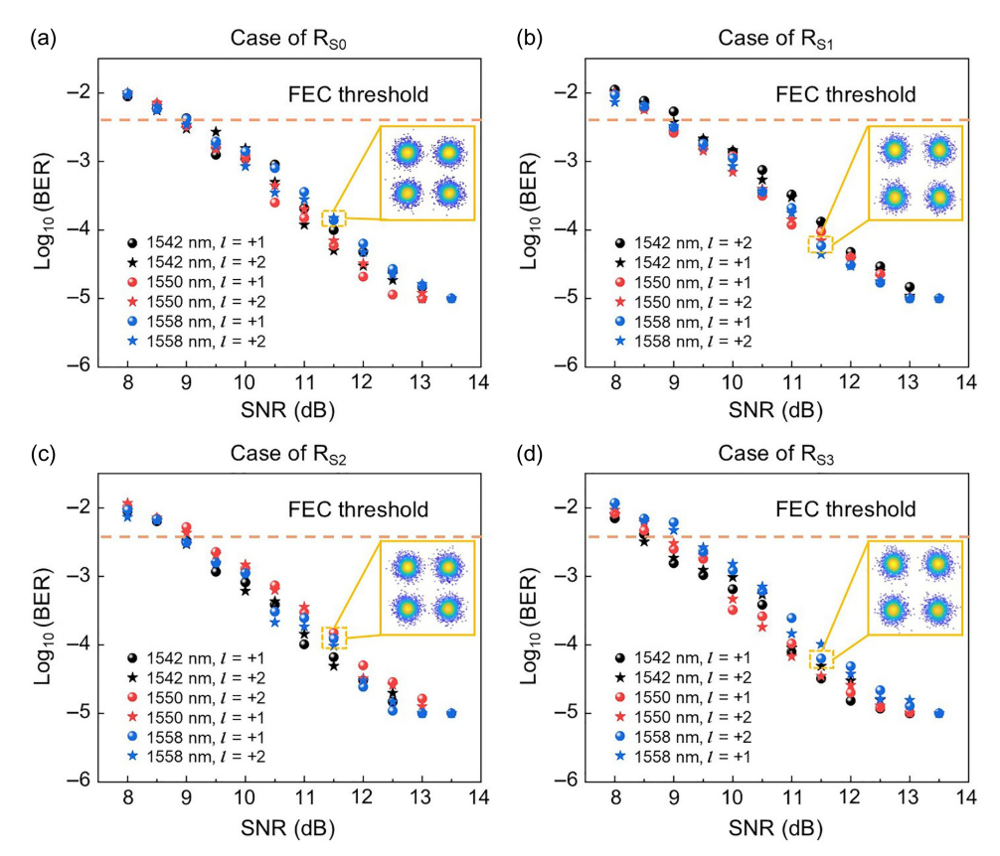 (a)
Case of R_S0
FEC threshold
Log10 (BER)
−2
−3
−4
−5
−6
1542 nm, l = +1
1542 nm, l = +2
1550 nm, l = +1
1550 nm, l = +2
1558 nm, l = +1
1558 nm, l = +2
8 9 10 11 12 13 14
SNR (dB)
(b)
Case of R_S1
FEC threshold
Log10 (BER)
−2
−3
−4
−5
−6
1542 nm, l = +2
1542 nm, l = +1
1550 nm, l = +1
1550 nm, l = +2
1558 nm, l = +1
1558 nm, l = +2
8 9 10 11 12 13 14
SNR (dB)
(c)
Case of R_S2
FEC threshold
Log10 (BER)
−2
−3
−4
−5
−6
1542 nm, l = +1
1542 nm, l = +2
1550 nm, l = +2
1550 nm, l = +1
1558 nm, l = +1
1558 nm, l = +2
8 9 10 11 12 13 14
SNR (dB)
(d)
Case of R_S3
FEC threshold
Log10 (BER)
−2
−3
−4
−5
−6
1542 nm, l = +1
1542 nm, l = +2
1550 nm, l = +1
1550 nm, l = +2
1558 nm, l = +2
1558 nm, l = +1
8 9 10 11 12 13 14
SNR (dB)